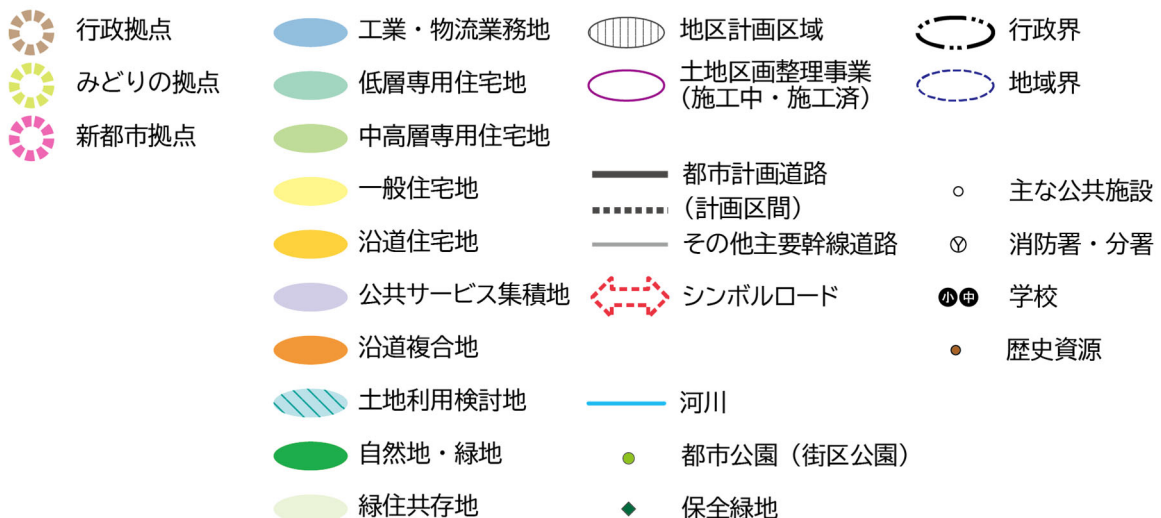 行政拠点
みどりの拠点
新都市拠点
工業・物流業務地
低層専用住宅地
中高層専用住宅地
一般住宅地
沿道住宅地
公共サービス集積地
沿道複合地
土地利用検討地
自然地・緑地
緑住共存地
地区計画区域
土地区画整理事業
（施工中・施工済）
都市計画道路
（計画区間）
その他主要幹線道路
シンボルロード
河川
都市公園（街区公園）
保全緑地
行政界
地域界
主な公共施設
消防署・分署
小中 学校
歴史資源